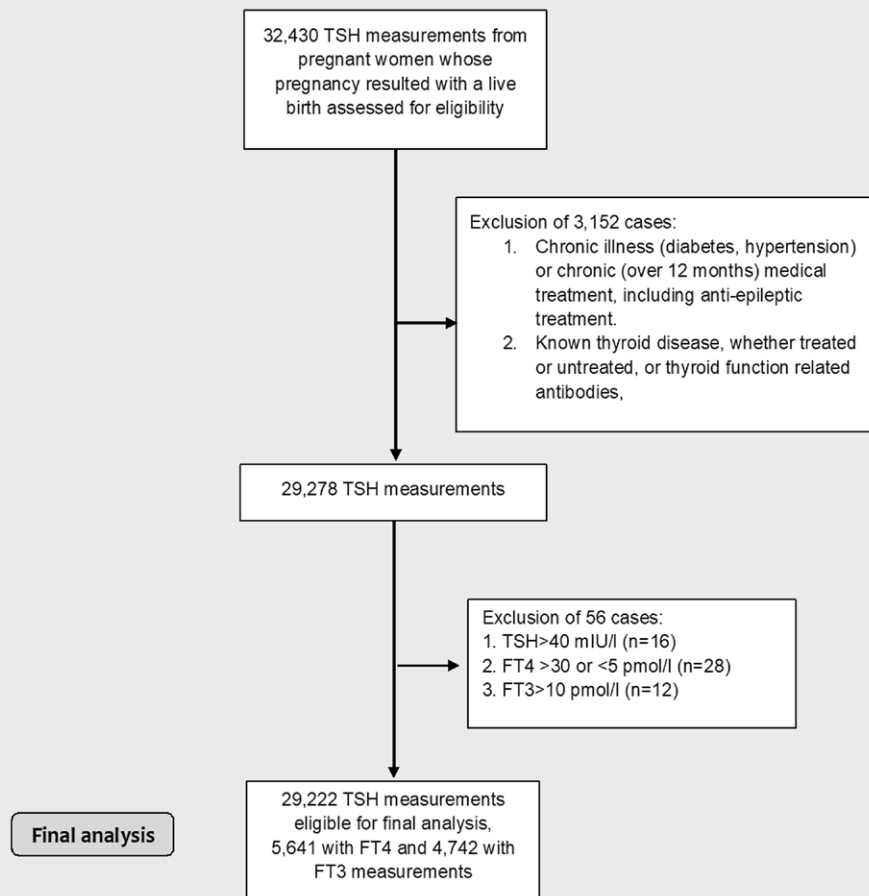 32,430 TSH measurements from
pregnant women whose
pregnancy resulted with a live
birth assessed for eligibility
Exclusion of 3,152 cases:
1. Chronic illness (diabetes, hypertension)
or chronic (over 12 months) medical
treatment, including anti-epileptic
treatment.
2. Known thyroid disease, whether treated
or untreated, or thyroid function related
antibodies,
29,278 TSH measurements
Exclusion of 56 cases:
1. TSH>40 mIU/l (n=16)
2. FT4 >30 or <5 pmol/l (n=28)
3. FT3>10 pmol/l (n=12)
Final analysis
29,222 TSH measurements
eligible for final analysis,
5,641 with FT4 and 4,742 with
FT3 measurements